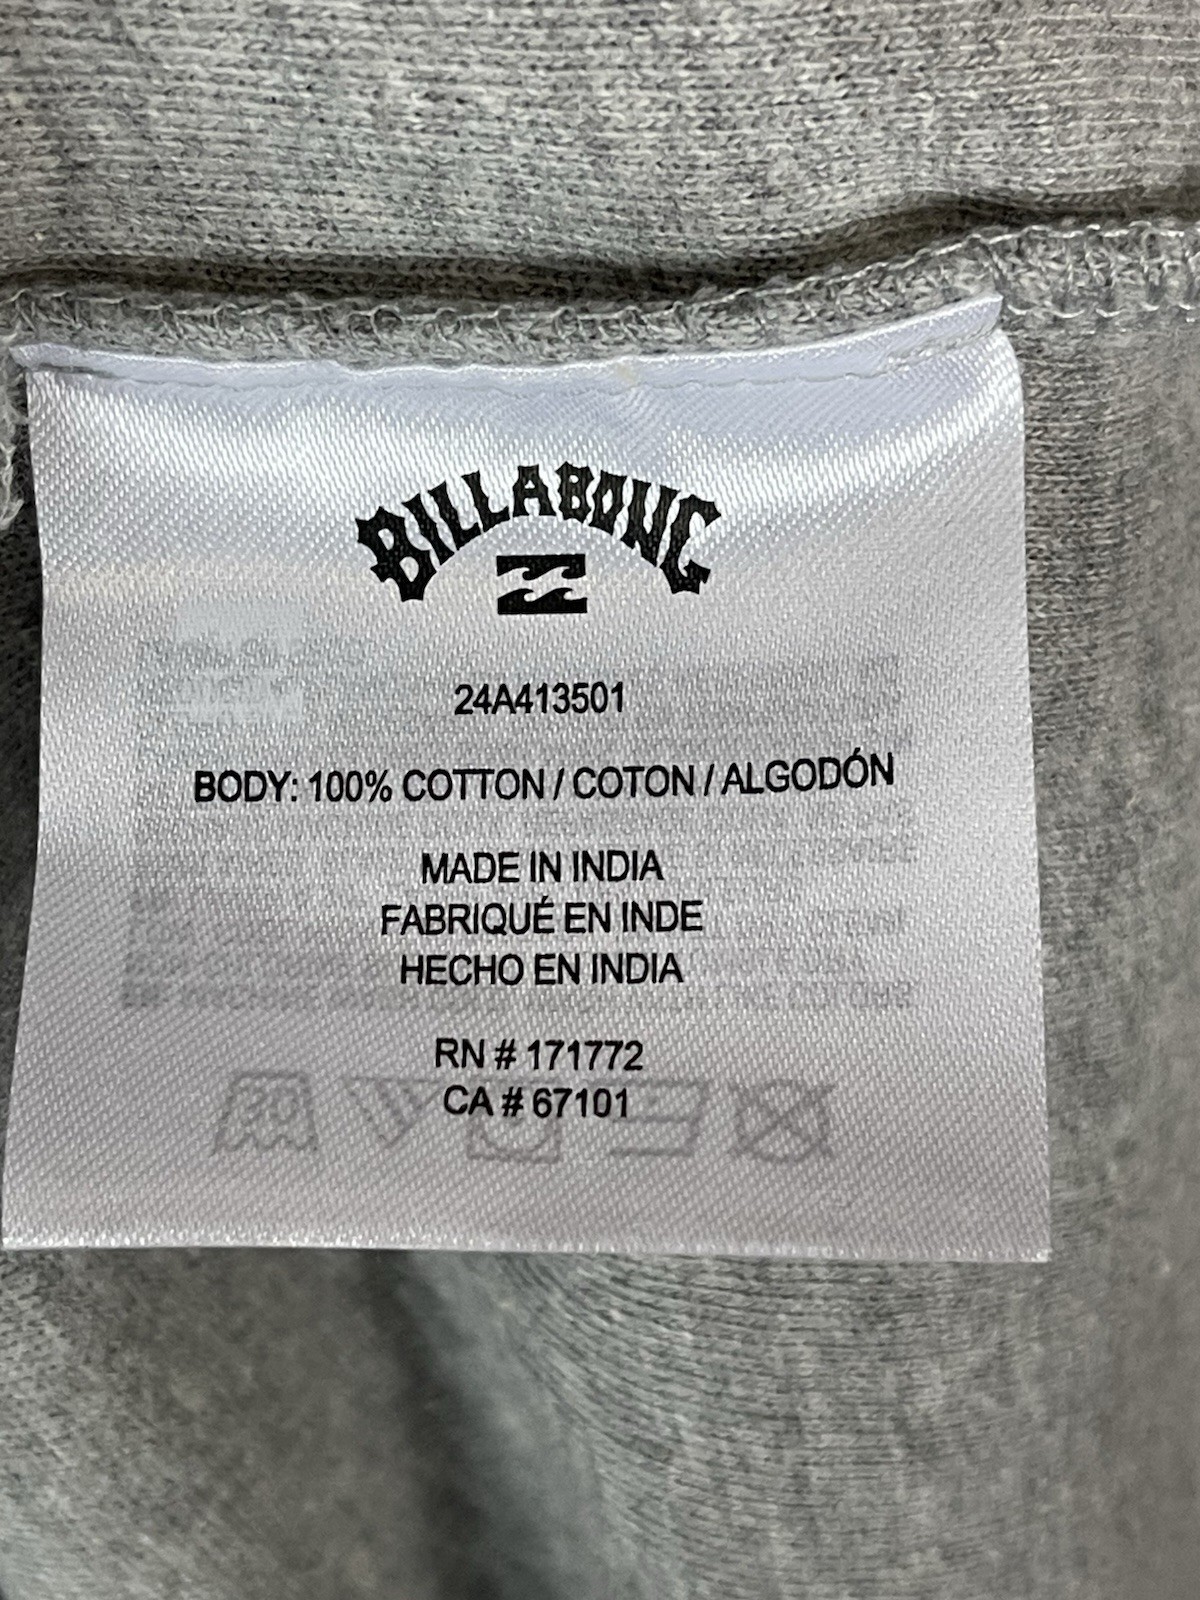 BILLABONG
24A413501
BODY: 100% COTTON / COTON / ALGODÓN
MADE IN INDIA
FABRIQUÉ EN INDE
HECHO EN INDIA
RN # 171772
CA # 67101